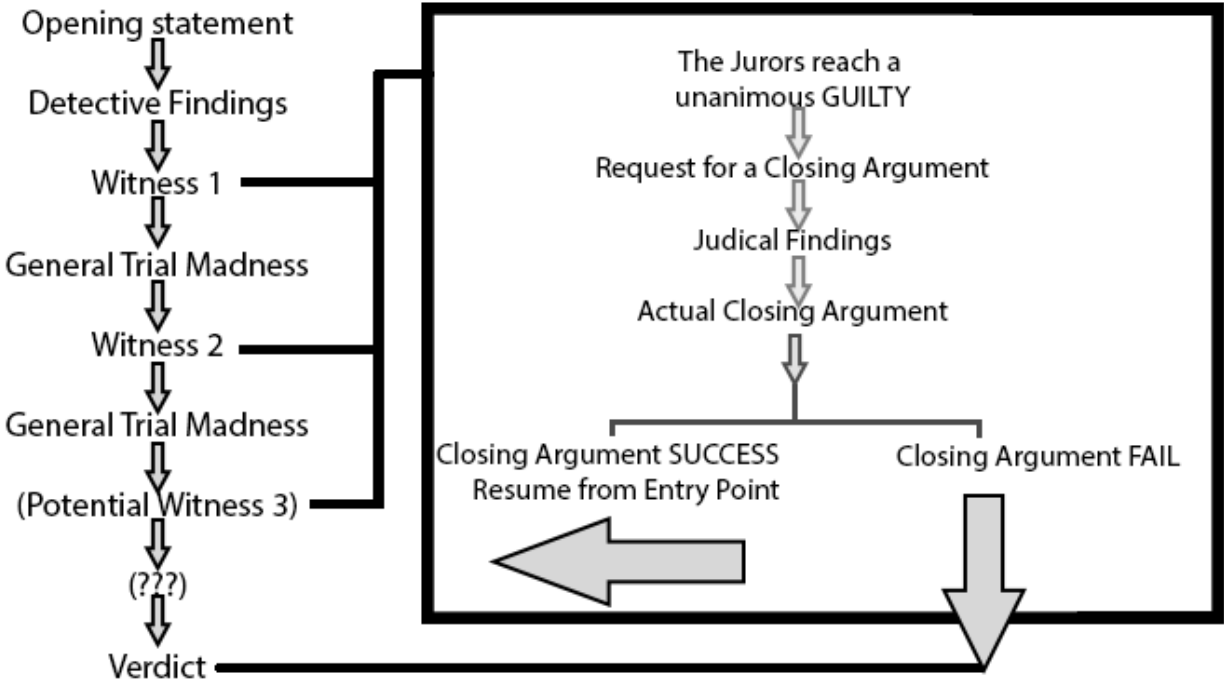 Opening statement
Detective Findings
Witness 1
General Trial Madness
Witness 2
General Trial Madness
(Potential Witness 3)
(???)
Verdict
The Jurors reach a
unanimous GUILTY
Request for a Closing Argument
Judical Findings
Actual Closing Argument
Closing Argument SUCCESS
Resume from Entry Point
Closing Argument FAIL